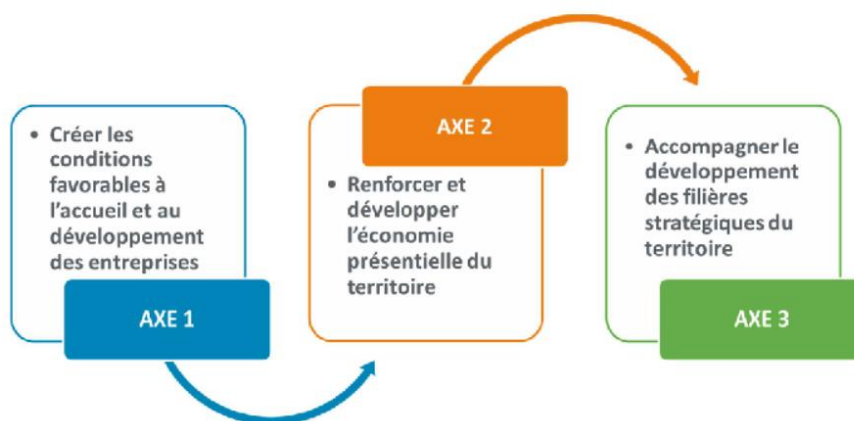 • Créer les
conditions
favorables à
l'accueil et au
développement
des entreprises
AXE 1
AXE 2
• Renforcer et
développer
l'économie
présentielle du
territoire
• Accompagner le
développement
des filières
stratégiques du
territoire
AXE 3